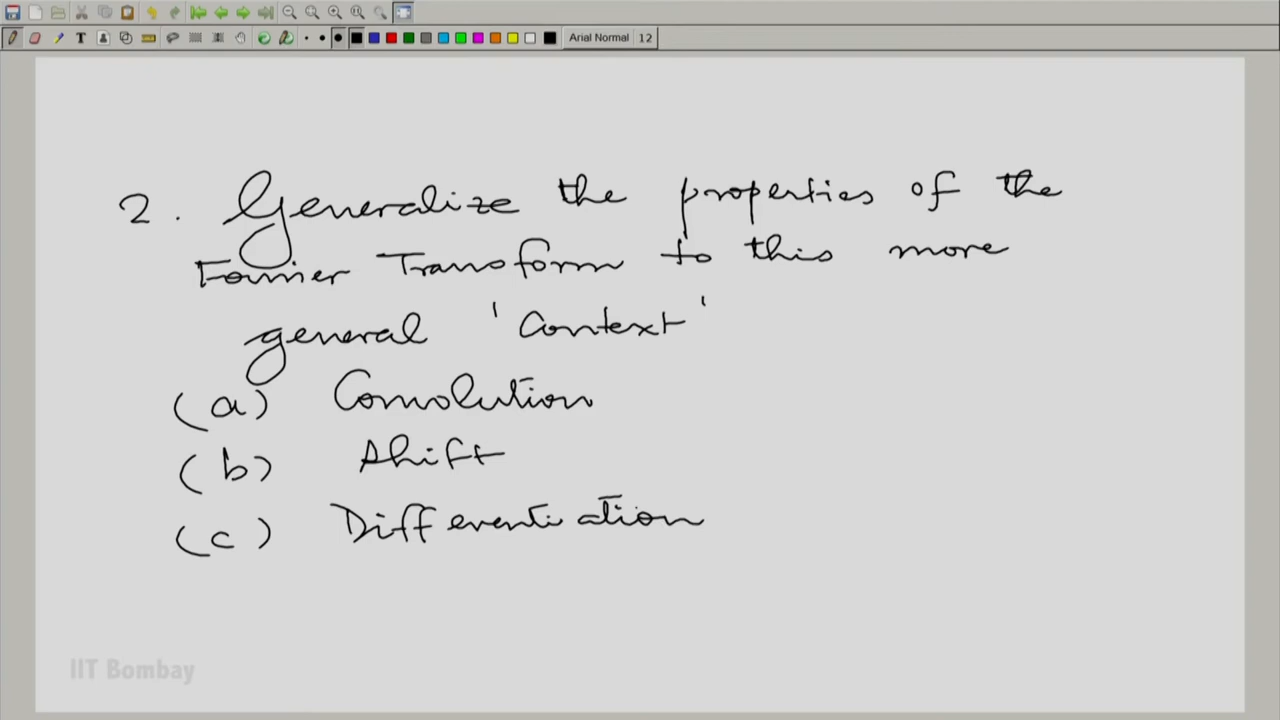 Arial Normal 12
2. Generalize the properties of the
Fourier Transform to this more
general 'Context'
(a) Convolution
(b) Shift
(c) Differentiation
IIT Bombay